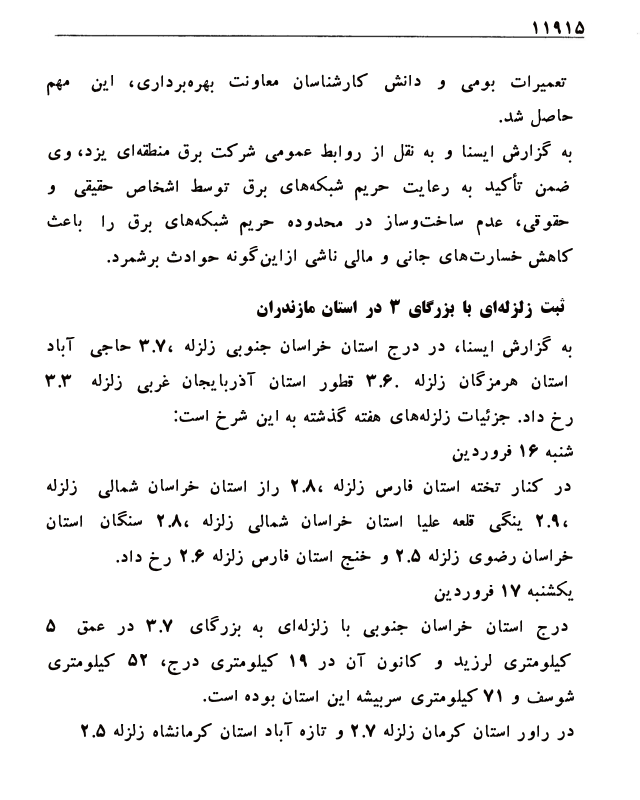 ۱۱۹۱۵
تعمیرات بومی و دانش کارشناسان معاونت بهره‌برداری، این مهم
حاصل شد.
به گزارش ایسنا و به نقل از روابط عمومی شرکت برق منطقه‌ای یزد، وی
ضمن تأکید به رعایت حریم شبکه‌های برق توسط اشخاص حقیقی و
حقوقی، عدم ساخت‌وساز در محدوده حریم شبکه‌های برق را باعث
کاهش خسارت‌های جانی و مالی ناشی ازاین‌گونه حوادث برشمرد.
ثبت زلزله‌ای با بزرگای ۳ در استان مازندران
به گزارش ایسنا، در درج استان خراسان جنوبی زلزله ،۳.۷ حاجی آباد
استان هرمزگان زلزله .۳.۶ قطور استان آذربایجان غربی زلزله ۳.۳
رخ داد. جزئیات زلزله‌های هفته گذشته به این شرخ است:
شنبه ۱۶ فروردین
در کنار تخته استان فارس زلزله ،۲.۸ راز استان خراسان شمالی زلزله
،۲.۹ ینگی قلعه علیا استان خراسان شمالی زلزله ،۲.۸ سنگان استان
خراسان رضوی زلزله ۲.۵ و خنج استان فارس زلزله ۲.۶ رخ داد.
یکشنبه ۱۷ فروردین
درج استان خراسان جنوبی با زلزله‌ای به بزرگای ۳.۷ در عمق ۵
کیلومتری لرزید و کانون آن در ۱۹ کیلومتری درج، ۵۲ کیلومتری
شوسف و ۷۱ کیلومتری سربیشه این استان بوده است.
در راور استان کرمان زلزله ۲.۷ و تازه آباد استان کرمانشاه زلزله ۲.۵